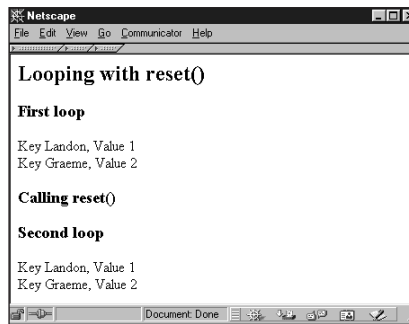 Netscape
File Edit View Go Communicator Help
Looping with reset()
First loop
Key Landon, Value 1
Key Graeme, Value 2
Calling reset()
Second loop
Key Landon, Value 1
Key Graeme, Value 2
Document: Done